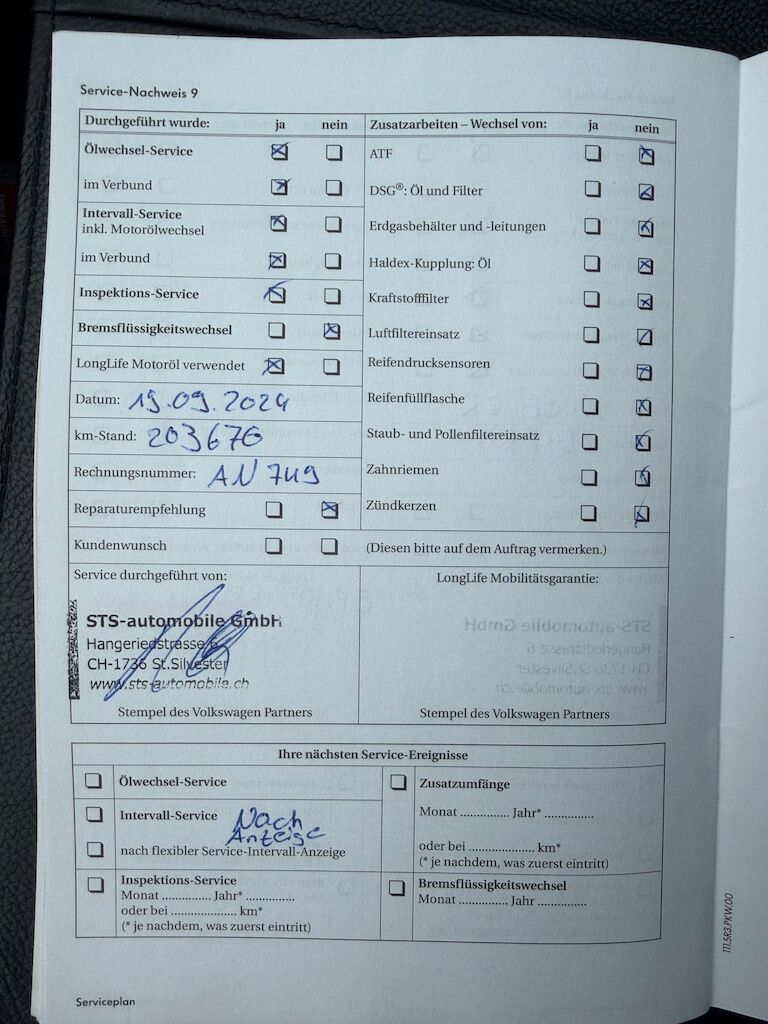 Service-Nachweis 9
Durchgeführt wurde: ja nein
Ölwechsel-Service
im Verbund
Intervall-Service
inkl. Motorölwechsel
im Verbund
Inspektions-Service
Bremsflüssigkeitswechsel
LongLife Motoröl verwendet
Datum: 19.09.2024
km-Stand: 203676
Rechnungsnummer: AN 749
Reparaturempfehlung
Kundenwunsch
Zusatzarbeiten – Wechsel von: ja nein
ATF
DSG®: Öl und Filter
Erdgasbehälter und -leitungen
Haldex-Kupplung: Öl
Kraftstofffilter
Luftfiltereinsatz
Reifendrucksensoren
Reifenfüllflasche
Staub- und Pollenfiltereinsatz
Zahnriemen
Zündkerzen
(Diesen bitte auf dem Auftrag vermerken.)
Service durchgeführt von:
STS-automobile GmbH
Hangeriedstrasse 6
CH-1736 St.Silvester
www.sts-automobile.ch
Stempel des Volkswagen Partners
LongLife Mobilitätsgarantie:
Stempel des Volkswagen Partners
Ihre nächsten Service-Ereignisse
Ölwechsel-Service
Intervall-Service Nach
Anzeige
nach flexibler Service-Intervall-Anzeige
Inspektions-Service
Monat .............. Jahr* ..............
oder bei ................... km*
(* je nachdem, was zuerst eintritt)
Zusatzumfänge
Monat .............. Jahr* ..............
oder bei ................... km*
(* je nachdem, was zuerst eintritt)
Bremsflüssigkeitswechsel
Monat .............. Jahr ..............
Serviceplan
111.5R3.PKW.00